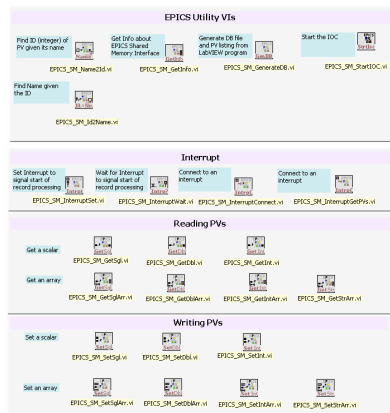 EPICS Utility VIs
Find ID (integer) of
PV given its name
Get Info about
EPICS Shared
Memory Interface
Generate DB file
and PV listing from
LabVIEW program
Start the IOC
EPICS_SM_Name2Id.vi
EPICS_SM_GetInfo.vi
EPICS_SM_GenerateDB.vi
EPICS_SM_StartIOC.vi
Find Name given
the ID
EPICS_SM_Id2Name.vi
Interrupt
Set Interrupt to
signal start of
record processing
Wait for Interrupt
to signal start of
record processing
Connect to an
interrupt
Connect to an
interrupt
EPICS_SM_InterruptSet.vi
EPICS_SM_InterruptWait.vi
EPICS_SM_InterruptConnect.vi
EPICS_SM_InterruptGetPVs.vi
Reading PVs
Get a scalar
EPICS_SM_GetSgl.vi
EPICS_SM_GetDbl.vi
EPICS_SM_GetInt.vi
Get an array
EPICS_SM_GetSglArr.vi
EPICS_SM_GetDblArr.vi
EPICS_SM_GetIntArr.vi
EPICS_SM_GetStrArr.vi
Writing PVs
Set a scalar
EPICS_SM_SetSgl.vi
EPICS_SM_SetDbl.vi
EPICS_SM_SetInt.vi
Set an array
EPICS_SM_SetSglArr.vi
EPICS_SM_SetDblArr.vi
EPICS_SM_SetIntArr.vi
EPICS_SM_SetStrArr.vi